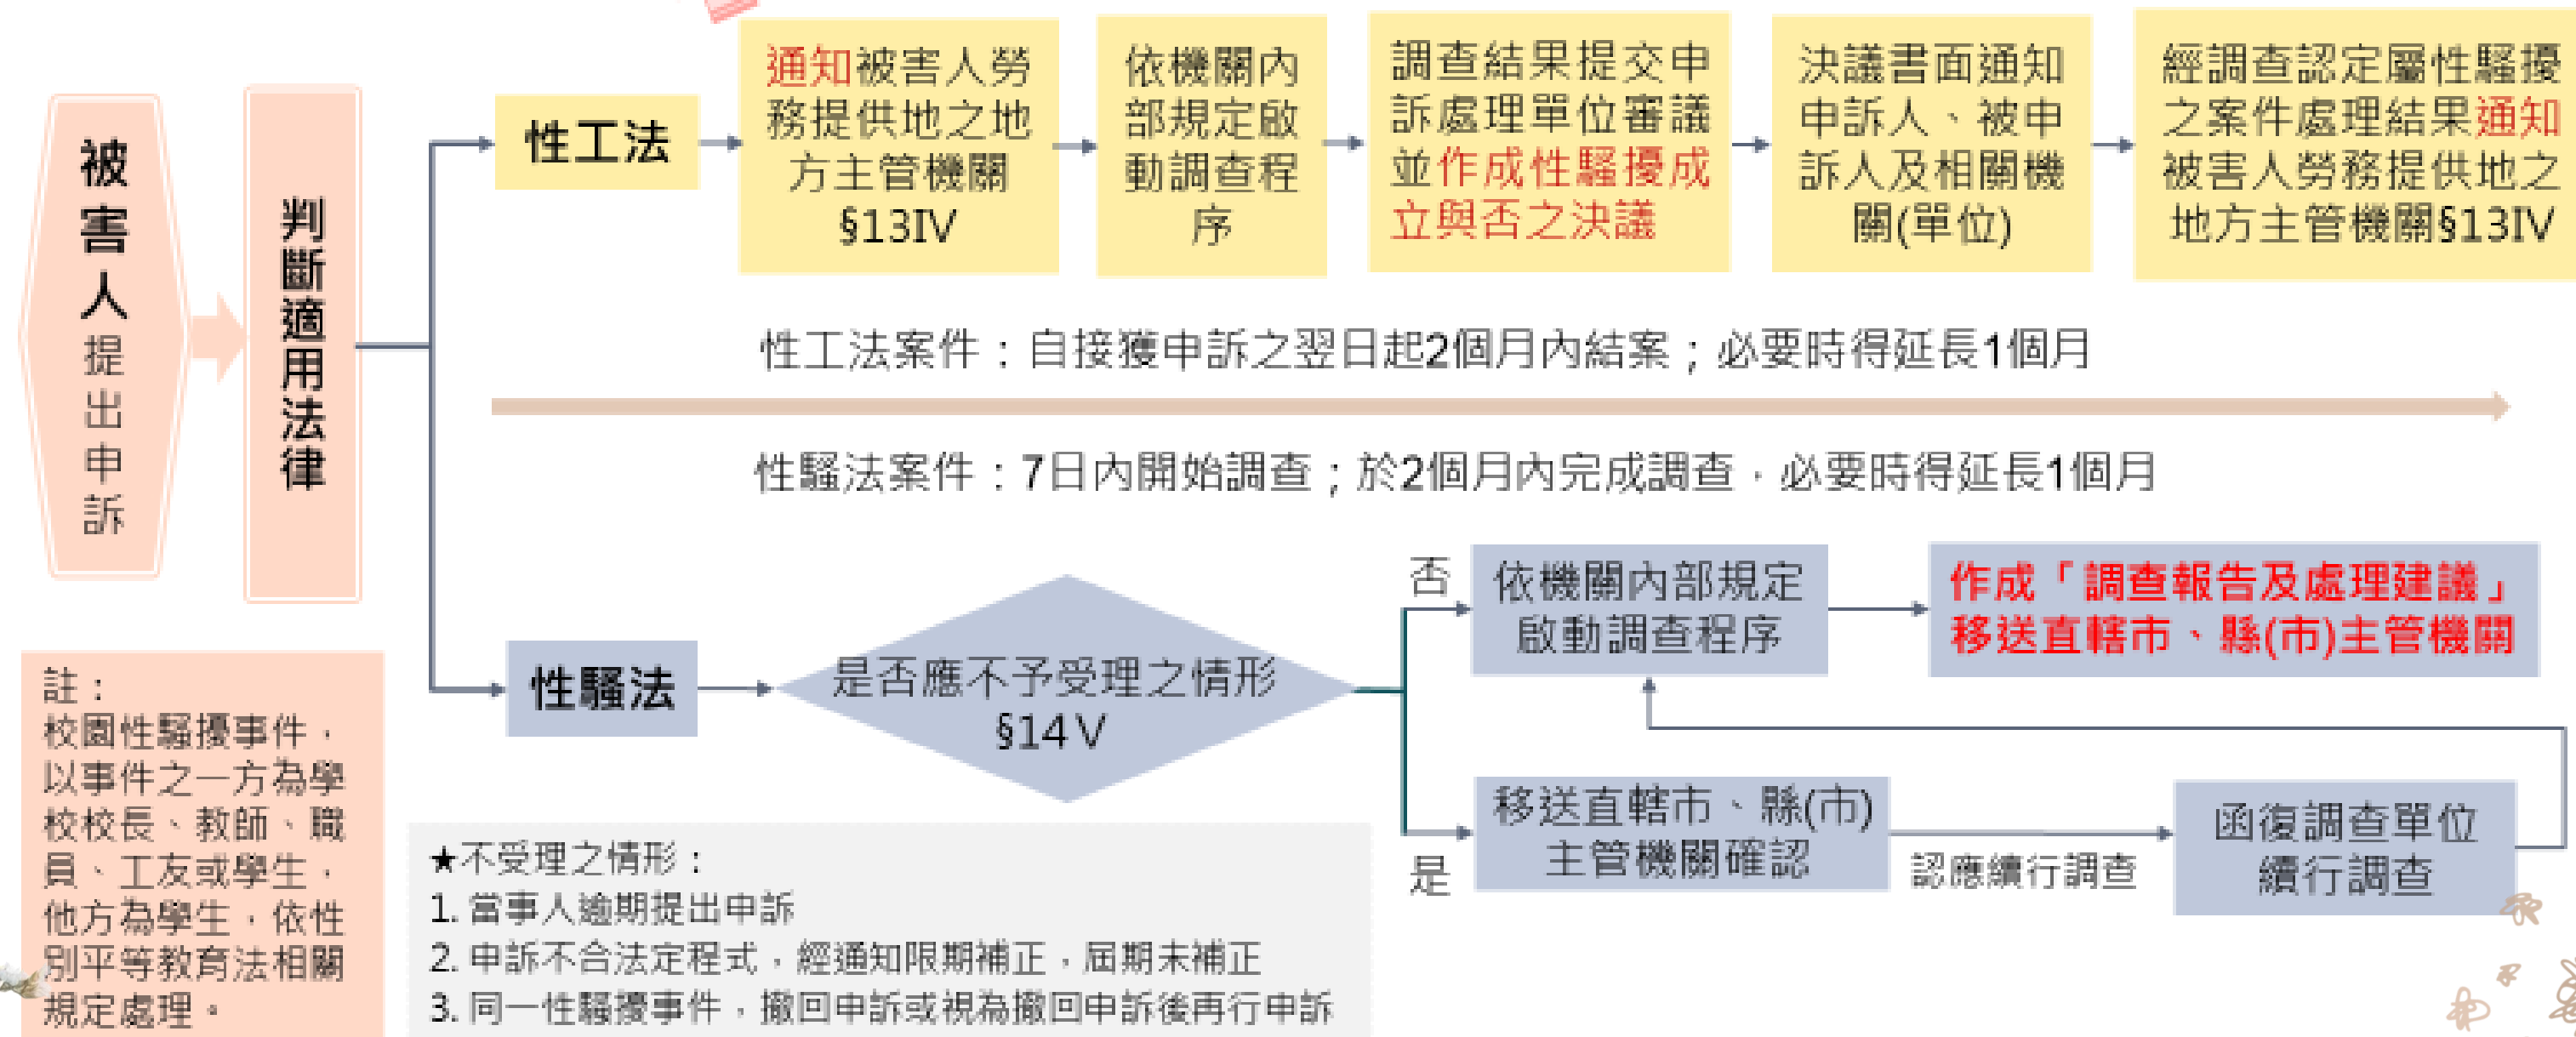 被害人提出申訴
判斷適用法律
性工法
通知被害人勞
務提供地之地
方主管機關
§13IV
依機關內
部規定啟
動調查程
序
調查結果提交申
訴處理單位審議
並作成性騷擾成
立與否之決議
決議書面通知
申訴人、被申
訴人及相關機
關(單位)
經調查認定屬性騷擾
之案件處理結果通知
被害人勞務提供地之
地方主管機關§13IV
性工法案件：自接獲申訴之翌日起2個月內結案；必要時得延長1個月
性騷法案件：7日內開始調查；於2個月內完成調查，必要時得延長1個月
性騷法
是否應不予受理之情形
§14Ⅴ
否
依機關內部規定
啟動調查程序
作成「調查報告及處理建議」
移送直轄市、縣(市)主管機關
是
移送直轄市、縣(市)
主管機關確認
認應續行調查
函復調查單位
續行調查
註：
校園性騷擾事件，
以事件之一方為學
校校長、教師、職
員、工友或學生，
他方為學生，依性
別平等教育法相關
規定處理。
★不受理之情形：
1. 當事人逾期提出申訴
2. 申訴不合法定程式，經通知限期補正，屆期未補正
3. 同一性騷擾事件，撤回申訴或視為撤回申訴後再行申訴